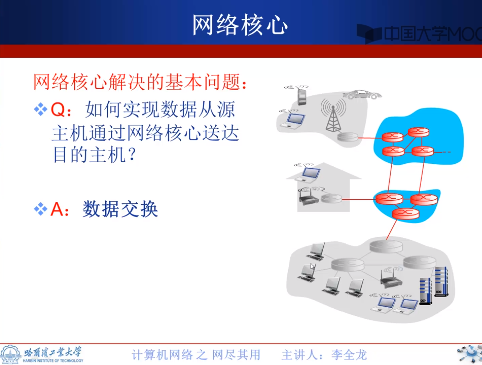 网络核心
中国大学MOO
网络核心解决的基本问题:
Q: 如何实现数据从源
主机通过网络核心送达
目的主机?
A: 数据交换
哈尔滨工业大学
HARBIN INSTITUTE OF TECHNOLOGY
计算机网络 之 网尽其用 主讲人: 李全龙